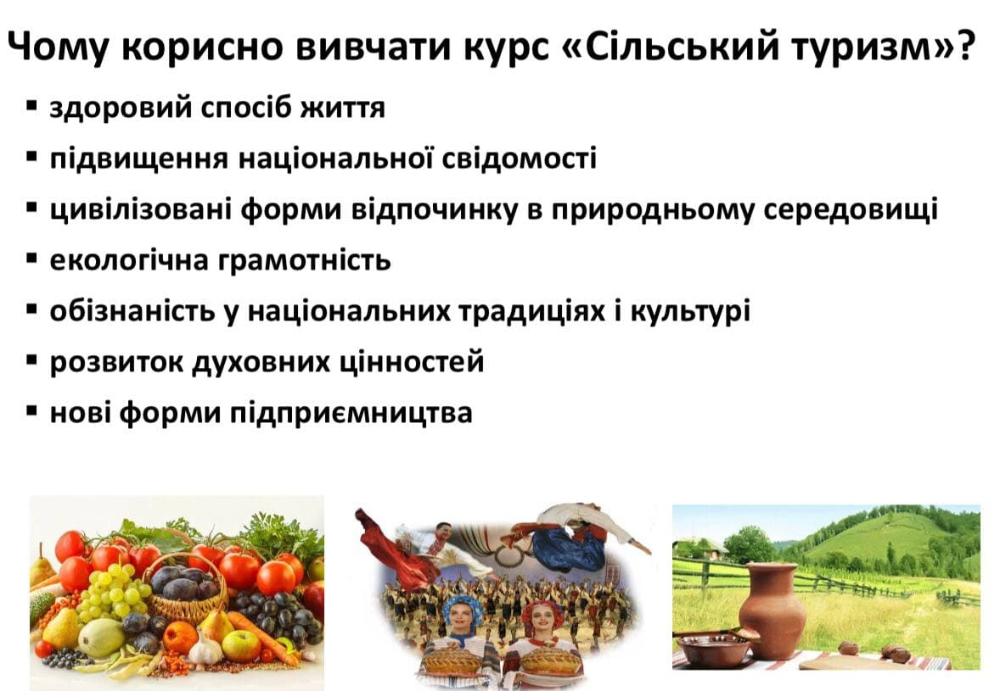 Чому корисно вивчати курс «Сільський туризм»?
▪ здоровий спосіб життя
▪ підвищення національної свідомості
▪ цивілізовані форми відпочинку в природньому середовищі
▪ екологічна грамотність
▪ обізнаність у національних традиціях і культурі
▪ розвиток духовних цінностей
▪ нові форми підприємництва